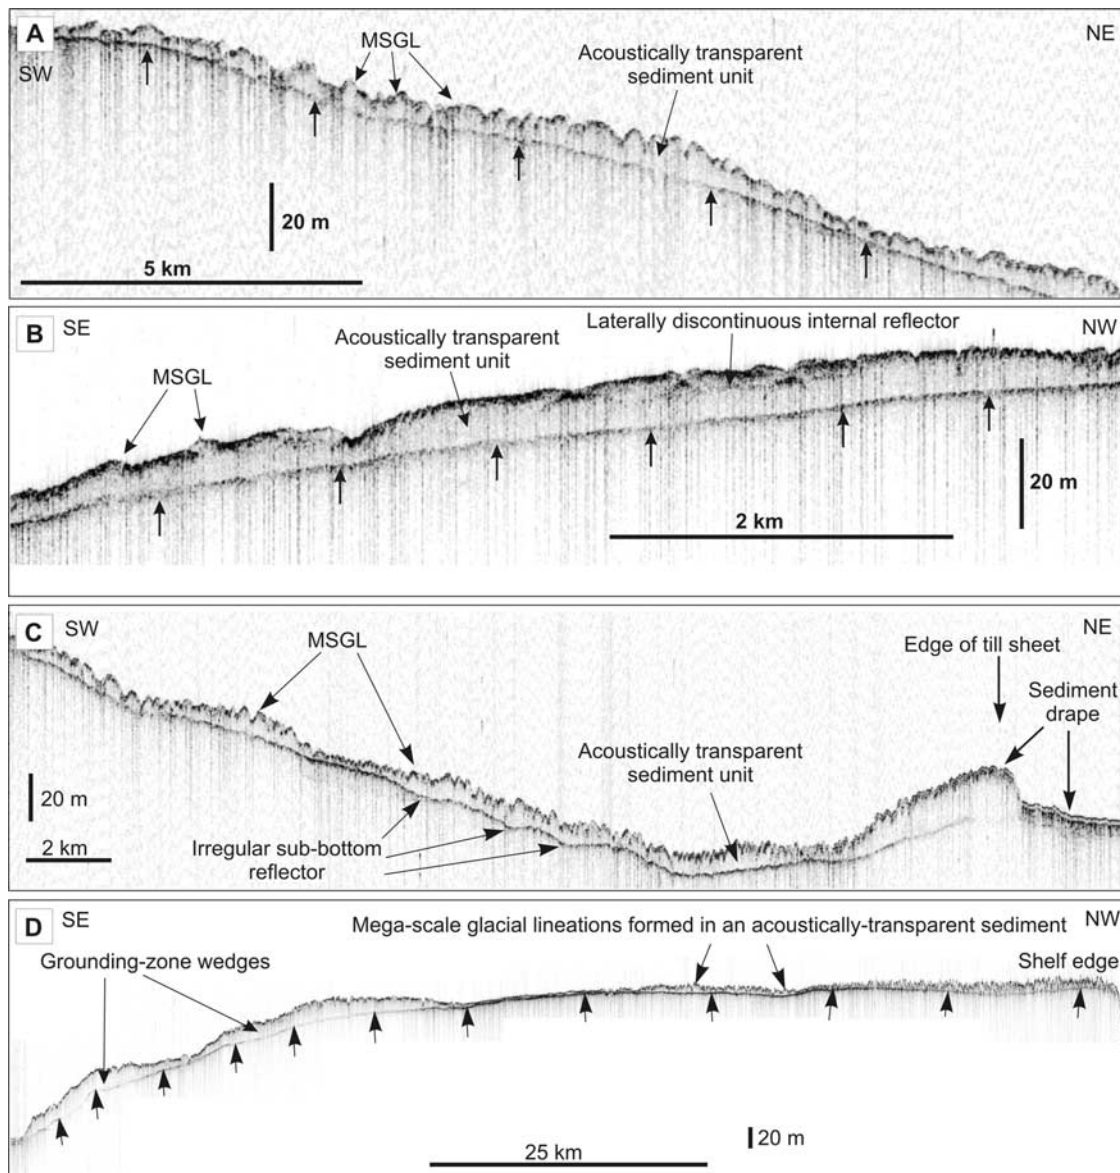 A
SW
NE
MSGL
Acoustically transparent
sediment unit
20 m
5 km
B
SE
NW
Laterally discontinuous internal reflector
Acoustically transparent
sediment unit
MSGL
20 m
2 km
C
SW
NE
MSGL
Edge of till sheet
Sediment
drape
Acoustically transparent
sediment unit
20 m
2 km
Irregular sub-bottom
reflector
D
SE
NW
Mega-scale glacial lineations formed in an acoustically-transparent sediment
Grounding-zone wedges
Shelf edge
20 m
25 km